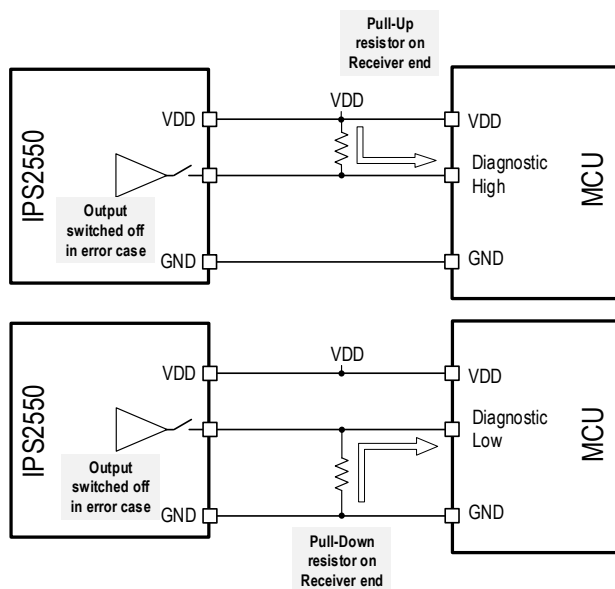 Pull-Up
resistor on
Receiver end
IPS2550
VDD
VDD
VDD
MCU
Diagnostic
High
Output
switched off
in error case
GND
GND
IPS2550
VDD
VDD
VDD
MCU
Diagnostic
Low
Output
switched off
in error case
GND
GND
Pull-Down
resistor on
Receiver end